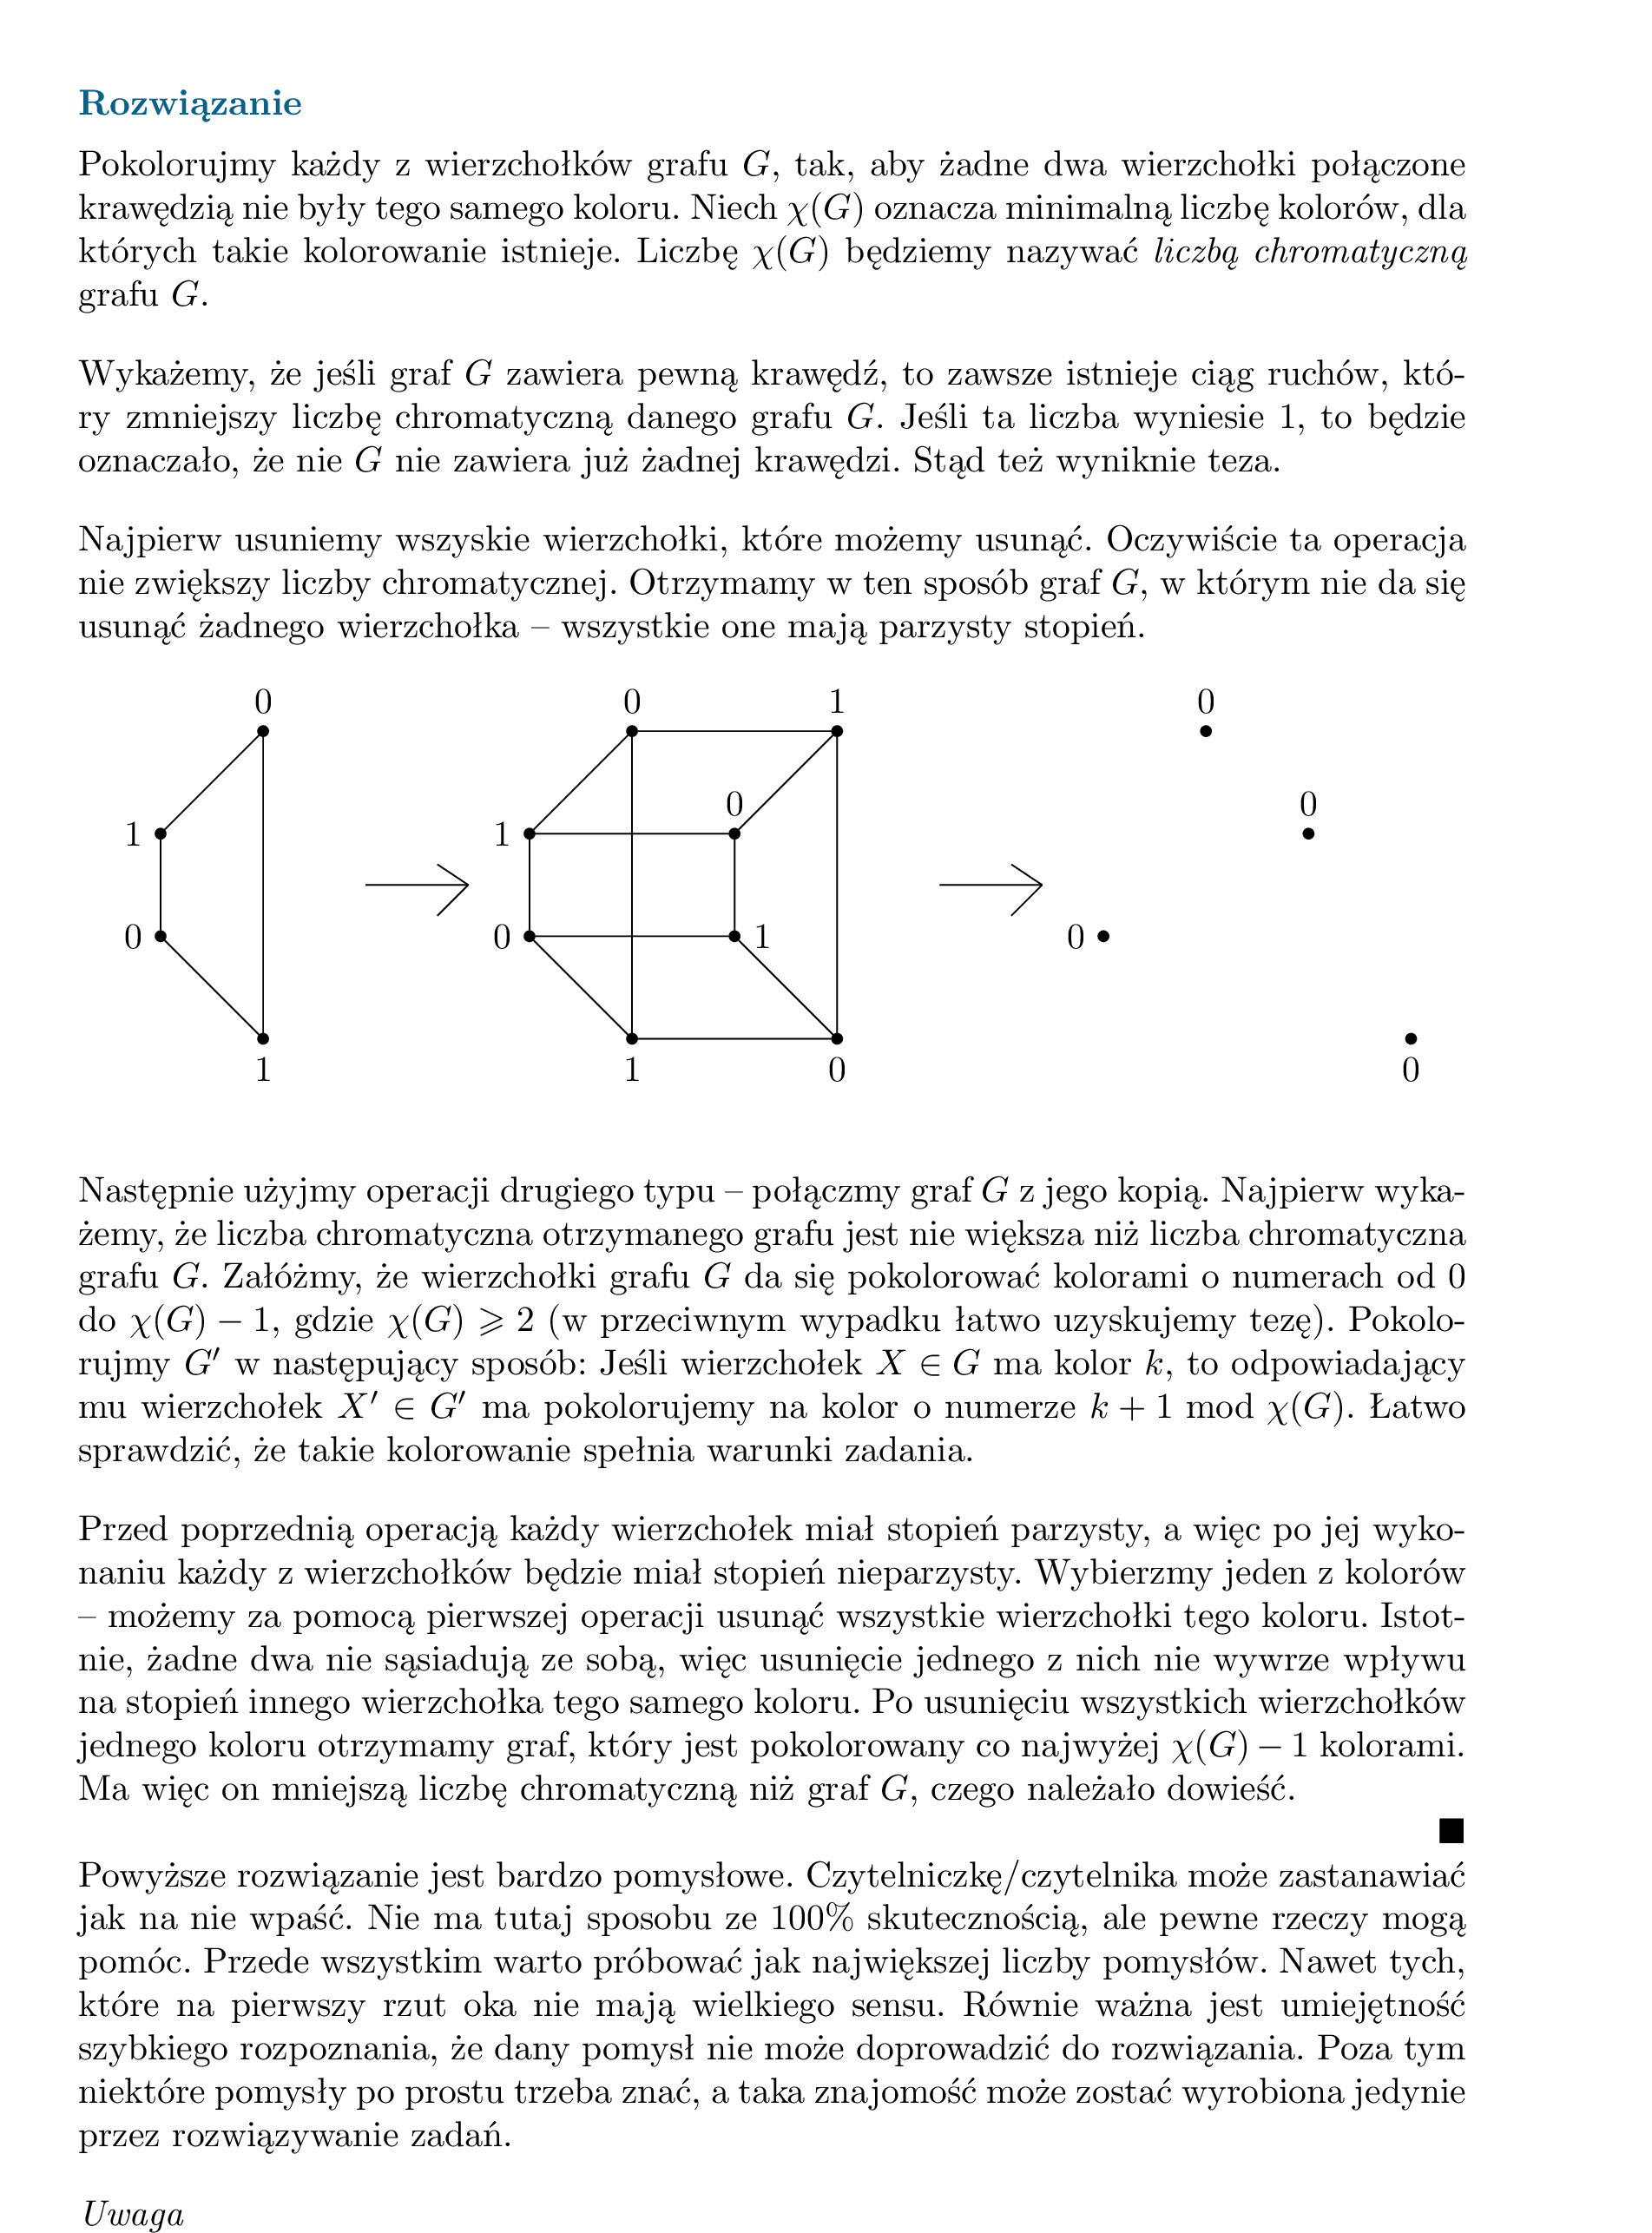 Rozwiązanie
Pokolorujmy każdy z wierzchołków grafu G, tak, aby żadne dwa wierzchołki połączone
krawędzią nie były tego samego koloru. Niech χ(G) oznacza minimalną liczbę kolorów, dla
których takie kolorowanie istnieje. Liczbę χ(G) będziemy nazywać liczbą chromatyczną
grafu G.
Wykażemy, że jeśli graf G zawiera pewną krawędź, to zawsze istnieje ciąg ruchów, któ-
ry zmniejszy liczbę chromatyczną danego grafu G. Jeśli ta liczba wyniesie 1, to będzie
oznaczało, że nie G nie zawiera już żadnej krawędzi. Stąd też wyniknie teza.
Najpierw usuniemy wszyskie wierzchołki, które możemy usunąć. Oczywiście ta operacja
nie zwiększy liczby chromatycznej. Otrzymamy w ten sposób graf G, w którym nie da się
usunąć żadnego wierzchołka – wszystkie one mają parzysty stopień.
0 0 1 0
0 0
1 1
0 0 1 0
1 1 0 0
Następnie użyjmy operacji drugiego typu – połączmy graf G z jego kopią. Najpierw wyka-
żemy, że liczba chromatyczna otrzymanego grafu jest nie większa niż liczba chromatyczna
grafu G. Załóżmy, że wierzchołki grafu G da się pokolorować kolorami o numerach od 0
do χ(G) − 1, gdzie χ(G) ⩾ 2 (w przeciwnym wypadku łatwo uzyskujemy tezę). Pokolo-
rujmy G′ w następujący sposób: Jeśli wierzchołek X ∈ G ma kolor k, to odpowiadający
mu wierzchołek X′ ∈ G′ ma pokolorujemy na kolor o numerze k + 1 mod χ(G). Łatwo
sprawdzić, że takie kolorowanie spełnia warunki zadania.
Przed poprzednią operacją każdy wierzchołek miał stopień parzysty, a więc po jej wyko-
naniu każdy z wierzchołków będzie miał stopień nieparzysty. Wybierzmy jeden z kolorów
– możemy za pomocą pierwszej operacji usunąć wszystkie wierzchołki tego koloru. Istot-
nie, żadne dwa nie sąsiadują ze sobą, więc usunięcie jednego z nich nie wywrze wpływu
na stopień innego wierzchołka tego samego koloru. Po usunięciu wszystkich wierzchołków
jednego koloru otrzymamy graf, który jest pokolorowany co najwyżej χ(G) − 1 kolorami.
Ma więc on mniejszą liczbę chromatyczną niż graf G, czego należało dowieść.
■
Powyższe rozwiązanie jest bardzo pomysłowe. Czytelniczkę/czytelnika może zastanawiać
jak na nie wpaść. Nie ma tutaj sposobu ze 100% skutecznością, ale pewne rzeczy mogą
pomóc. Przede wszystkim warto próbować jak największej liczby pomysłów. Nawet tych,
które na pierwszy rzut oka nie mają wielkiego sensu. Równie ważna jest umiejętność
szybkiego rozpoznania, że dany pomysł nie może doprowadzić do rozwiązania. Poza tym
niektóre pomysły po prostu trzeba znać, a taka znajomość może zostać wyrobiona jedynie
przez rozwiązywanie zadań.
Uwaga